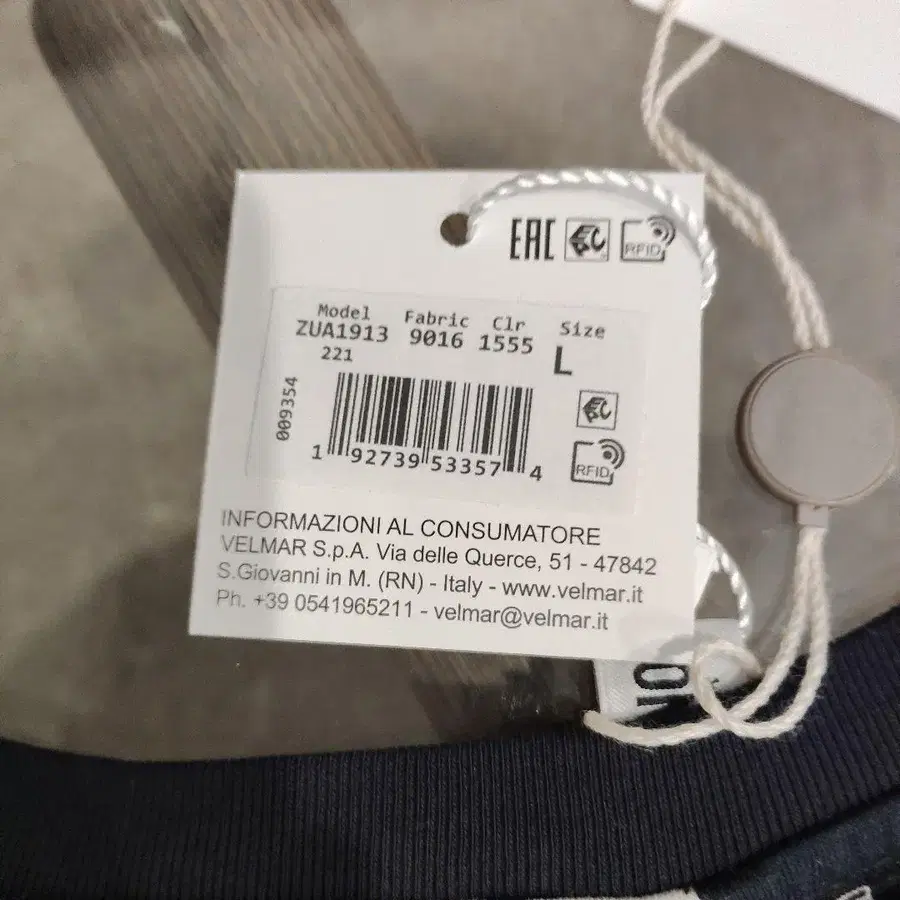 EAC
RFID
Model Fabric Clr Size
ZUA1913 9016 1555 L
221
009354
1 92739 53357 4
RFID
INFORMAZIONI AL CONSUMATORE
VELMAR S.p.A. Via delle Querce, 51 - 47842
S.Giovanni in M. (RN) - Italy - www.velmar.it
Ph. +39 0541965211 - velmar@velmar.it